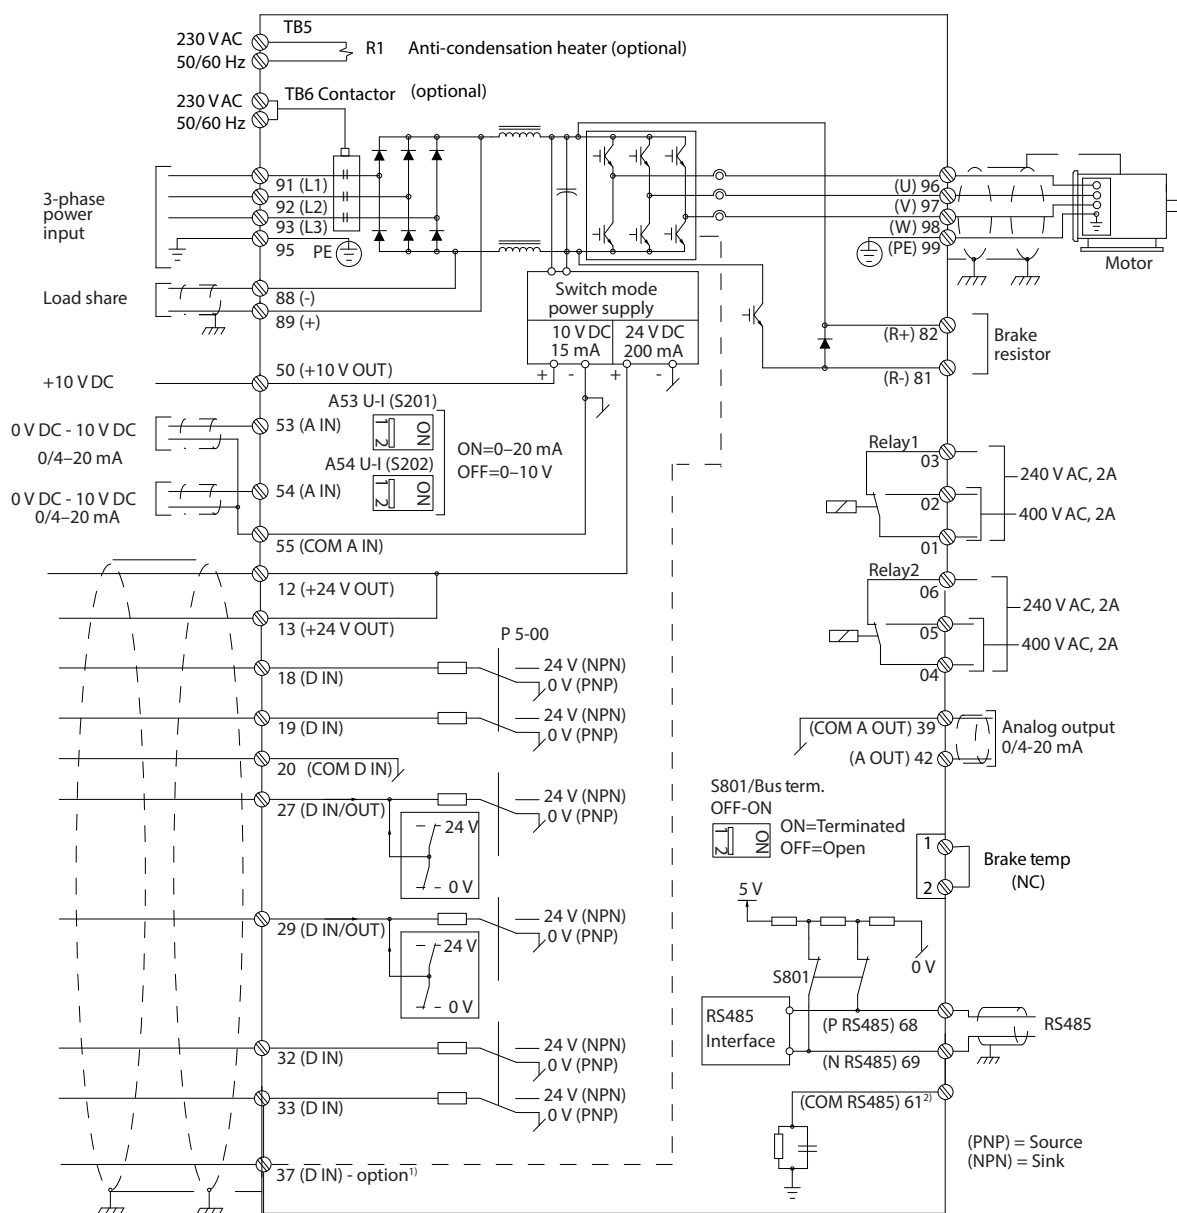 TB5
230 V AC
50/60 Hz
R1
Anti-condensation heater (optional)
TB6 Contactor
(optional)
230 V AC
50/60 Hz
3-phase
power
input
91 (L1)
92 (L2)
93 (L3)
95
PE
Load share
88 (-)
89 (+)
Switch mode
power supply
10 V DC
15 mA
24 V DC
200 mA
+
-
+
-
(U) 96
(V) 97
(W) 98
(PE) 99
Motor
(R+) 82
Brake
resistor
(R-) 81
+10 V DC
50 (+10 V OUT)
A53 U-I (S201)
0 V DC - 10 V DC
0/4–20 mA
53 (A IN)
1 2
ON
A54 U-I (S202)
ON=0–20 mA
OFF=0–10 V
0 V DC - 10 V DC
0/4–20 mA
54 (A IN)
1 2
ON
55 (COM A IN)
12 (+24 V OUT)
13 (+24 V OUT)
P 5-00
18 (D IN)
24 V (NPN)
0 V (PNP)
19 (D IN)
24 V (NPN)
0 V (PNP)
20 (COM D IN)
27 (D IN/OUT)
24 V (NPN)
0 V (PNP)
24 V
0 V
29 (D IN/OUT)
24 V (NPN)
0 V (PNP)
24 V
0 V
32 (D IN)
24 V (NPN)
0 V (PNP)
33 (D IN)
24 V (NPN)
0 V (PNP)
37 (D IN) - option1)
Relay1
03
240 V AC, 2A
02
400 V AC, 2A
01
Relay2
06
240 V AC, 2A
05
400 V AC, 2A
04
(COM A OUT) 39
Analog output
0/4-20 mA
(A OUT) 42
S801/Bus term.
OFF-ON
1 2
ON
ON=Terminated
OFF=Open
1
Brake temp
(NC)
2
5 V
S801
0 V
RS485
Interface
(P RS485) 68
RS485
(N RS485) 69
(COM RS485) 61 2)
(PNP) = Source
(NPN) = Sink